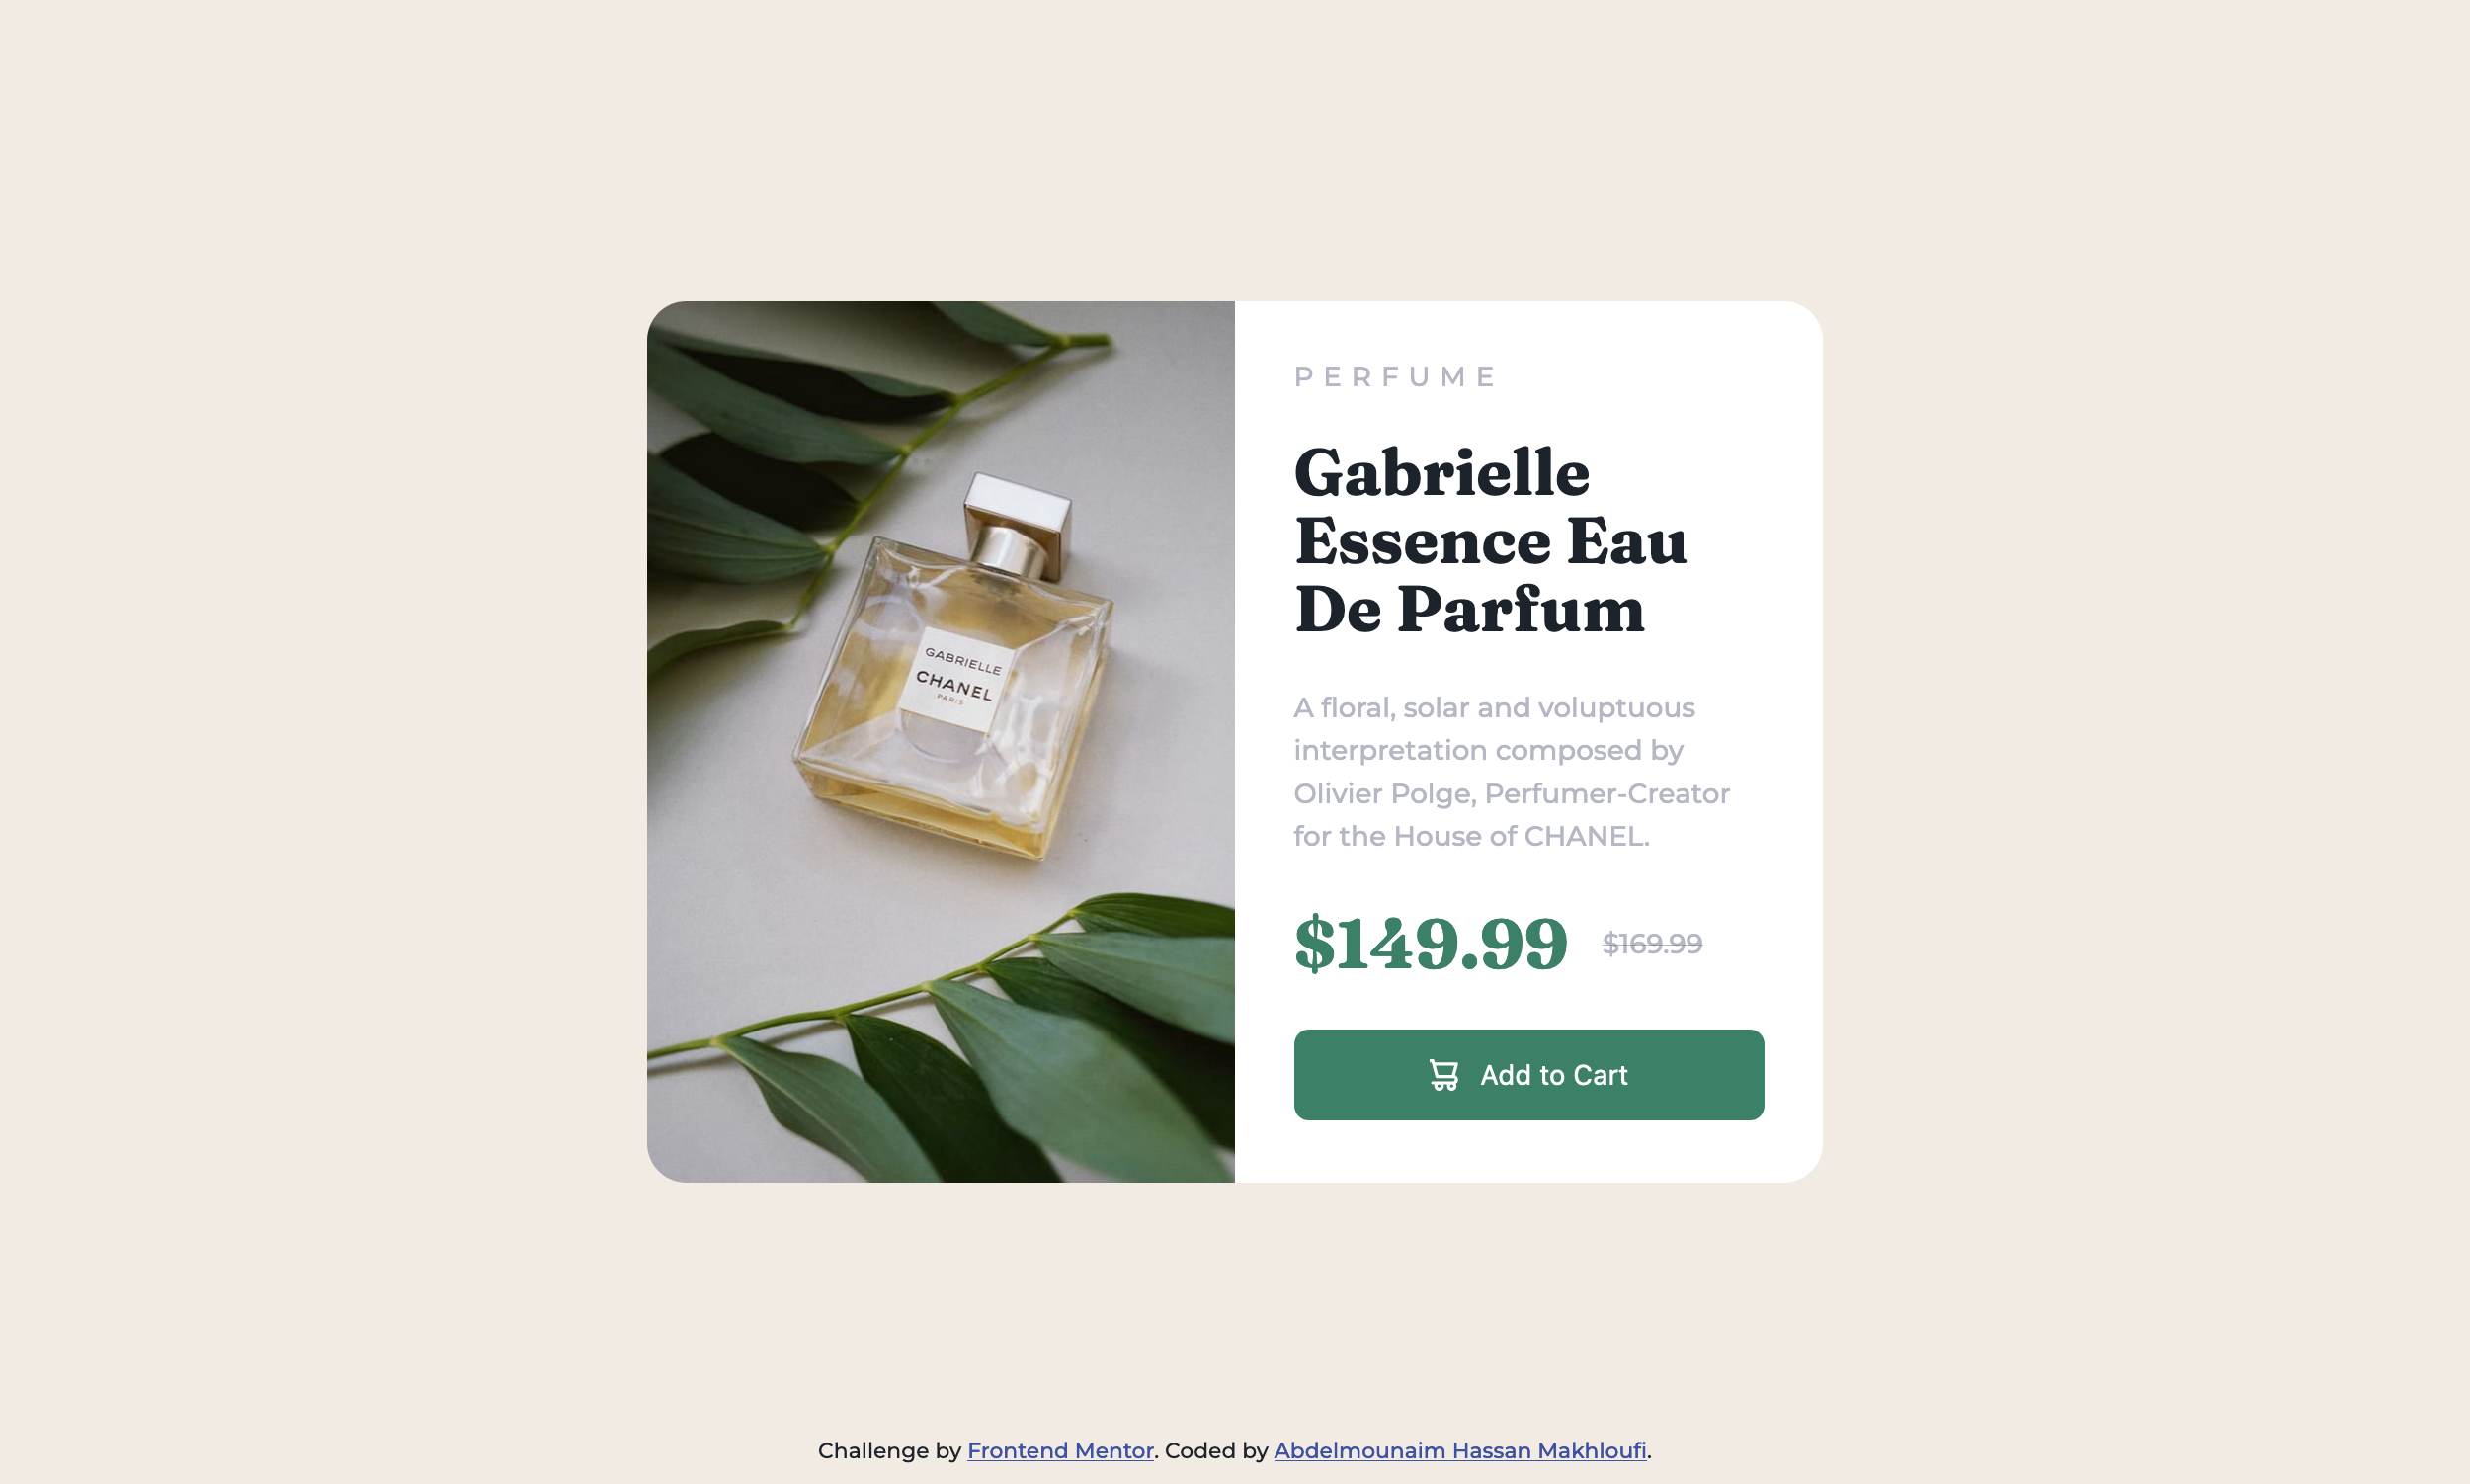 GABRIELLE
CHANEL
PARIS
PERFUME
Gabrielle
Essence Eau
De Parfum
A floral, solar and voluptuous
interpretation composed by
Olivier Polge, Perfumer-Creator
for the House of CHANEL.
$149.99 $169.99
Add to Cart
Challenge by Frontend Mentor. Coded by Abdelmounaim Hassan Makhloufi.